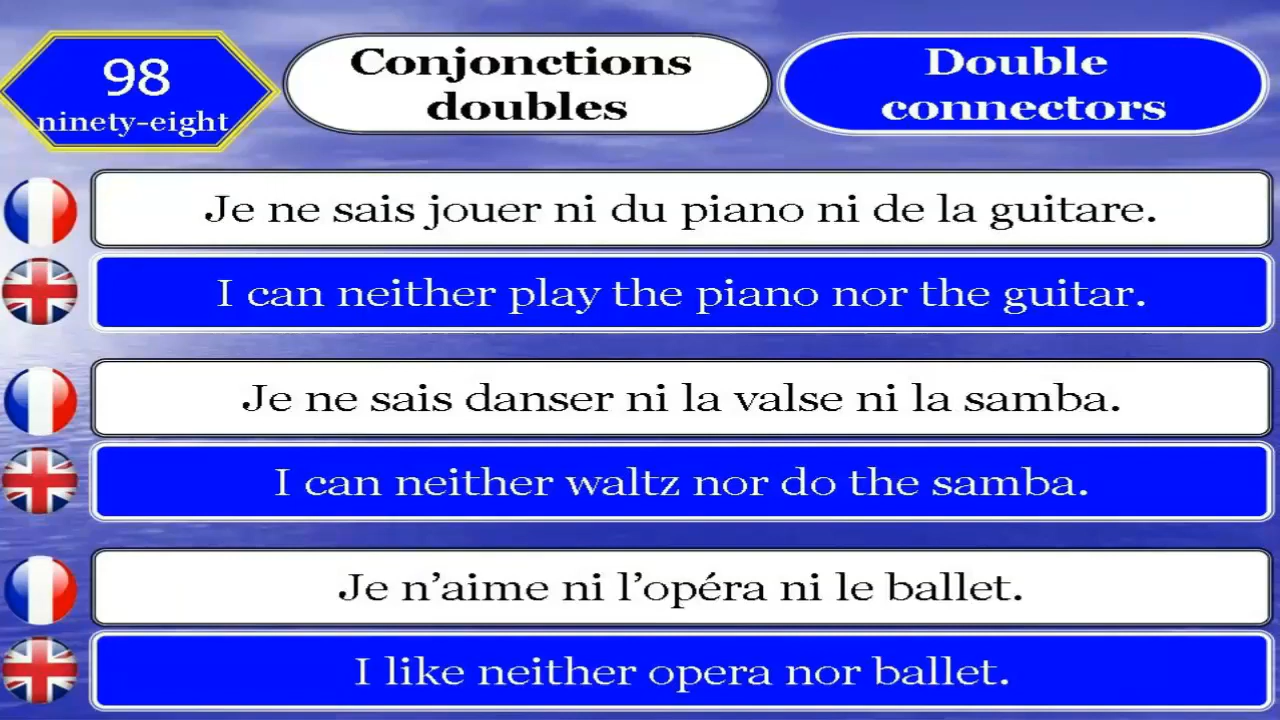 98
ninety-eight
Conjonctions
doubles
Double
connectors
Je ne sais jouer ni du piano ni de la guitare.
I can neither play the piano nor the guitar.
Je ne sais danser ni la valse ni la samba.
I can neither waltz nor do the samba.
Je n’aime ni l’opéra ni le ballet.
I like neither opera nor ballet.